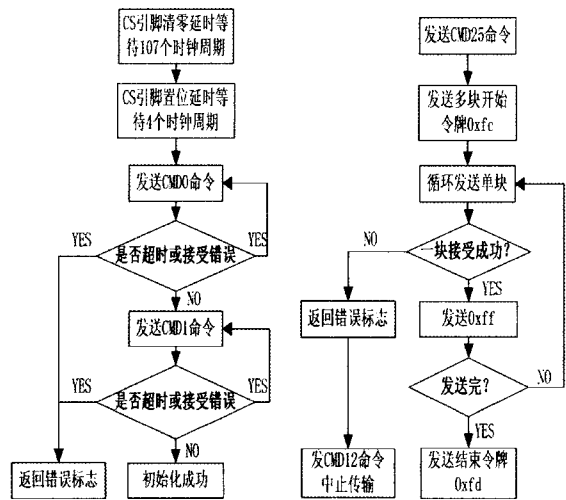 CS引脚清零延时等
待107个时钟周期
CS引脚置位延时等
待4个时钟周期
发送CMD0命令
YES
是否超时或接受错误
YES
NO
发送CMD1命令
YES
是否超时或接受错误
YES
NO
返回错误标志
初始化成功
发送CMD25命令
发送多块开始
令牌0xfc
循环发送单块
NO
一块接受成功?
YES
返回错误标志
发送0xff
发送完?
NO
YES
发CMD12命令
中止传输
发送结束令牌
0xfd